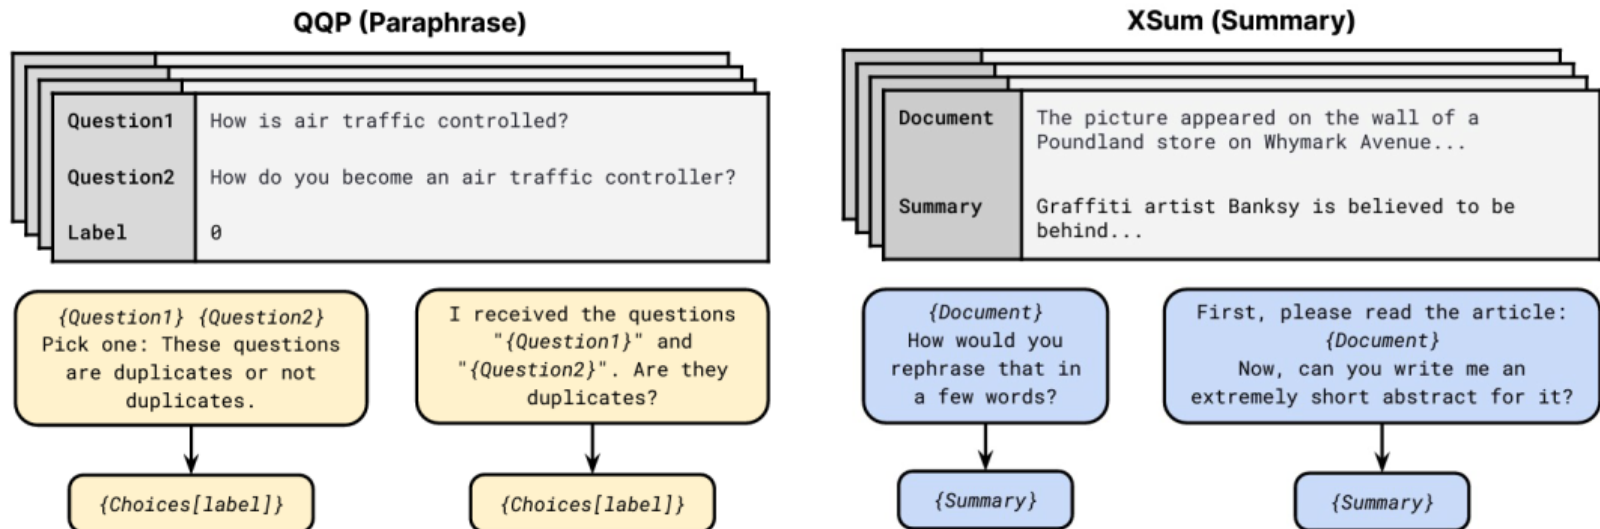 QQP (Paraphrase)
Question1 How is air traffic controlled?
Question2 How do you become an air traffic controller?
Label 0
{Question1} {Question2}
Pick one: These questions
are duplicates or not
duplicates.
{Choices[label]}
I received the questions
"{Question1}" and
"{Question2}". Are they
duplicates?
{Choices[label]}
XSum (Summary)
Document The picture appeared on the wall of a
Poundland store on Whymark Avenue...
Summary Graffiti artist Banksy is believed to be
behind...
{Document}
How would you
rephrase that in
a few words?
{Summary}
First, please read the article:
{Document}
Now, can you write me an
extremely short abstract for it?
{Summary}